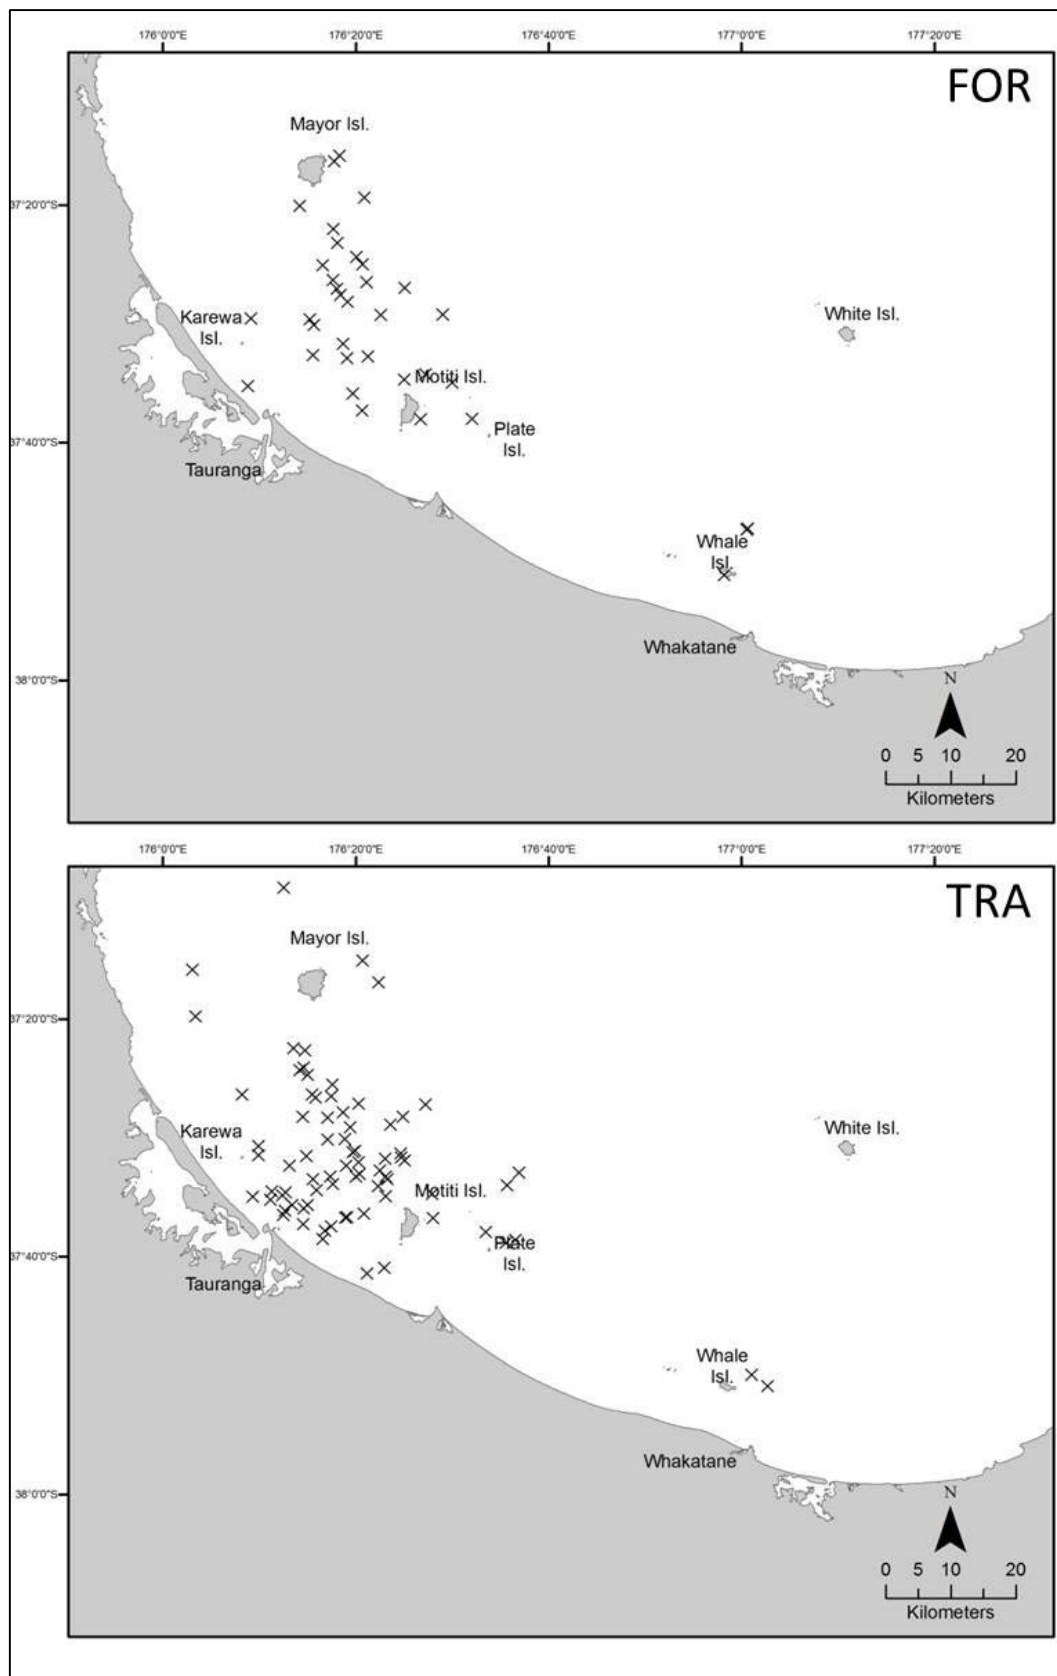 176°0'0"E 176°20'0"E 176°40'0"E 177°0'0"E 177°20'0"E
FOR
Mayor Isl.
37°20'0"S
Karewa
Isl.
White Isl.
Motiti Isl.
Plate
Isl.
37°40'0"S
Tauranga
Whale
Isl.
Whakatane
38°0'0"S
N
0 5 10 20
Kilometers
176°0'0"E 176°20'0"E 176°40'0"E 177°0'0"E 177°20'0"E
TRA
Mayor Isl.
37°20'0"S
Karewa
Isl.
White Isl.
Motiti Isl.
Plate
Isl.
37°40'0"S
Tauranga
Whale
Isl.
Whakatane
38°0'0"S
N
0 5 10 20
Kilometers